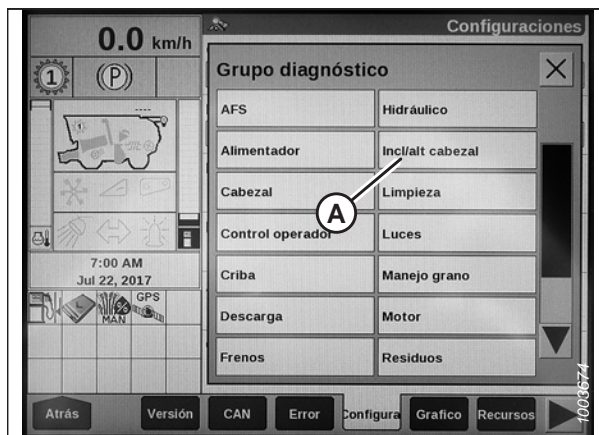 0.0 km/h
Configuraciones
1
(P)
Grupo diagnóstico
AFS
Hidráulico
Alimentador
Incl/alt cabezal
Cabezal
Limpieza
A
Control operador
Luces
7:00 AM
Jul 22, 2017
Criba
Manejo grano
GPS
MAN
Descarga
Motor
Frenos
Residuos
Atrás
Versión
CAN
Error
Configura
Grafico
Recursos
1003674